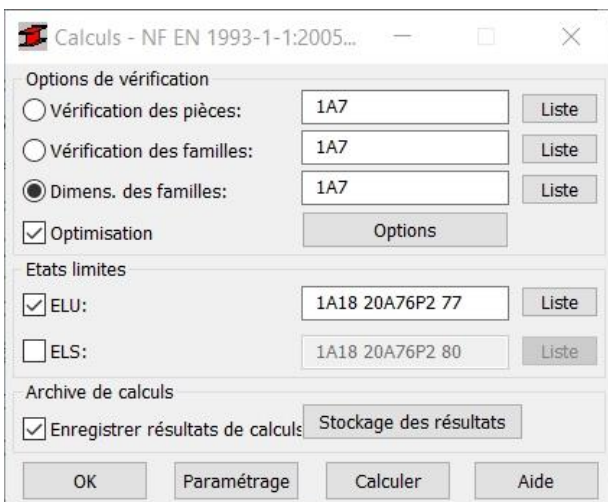 Calculs - NF EN 1993-1-1:2005...
Options de vérification
Vérification des pièces: 1A7 Liste
Vérification des familles: 1A7 Liste
Dimens. des familles: 1A7 Liste
Optimisation Options
Etats limites
ELU: 1A18 20A76P2 77 Liste
ELS: 1A18 20A76P2 80 Liste
Archive de calculs
Enregistrer résultats de calculs Stockage des résultats
OK Paramétrage Calculer Aide